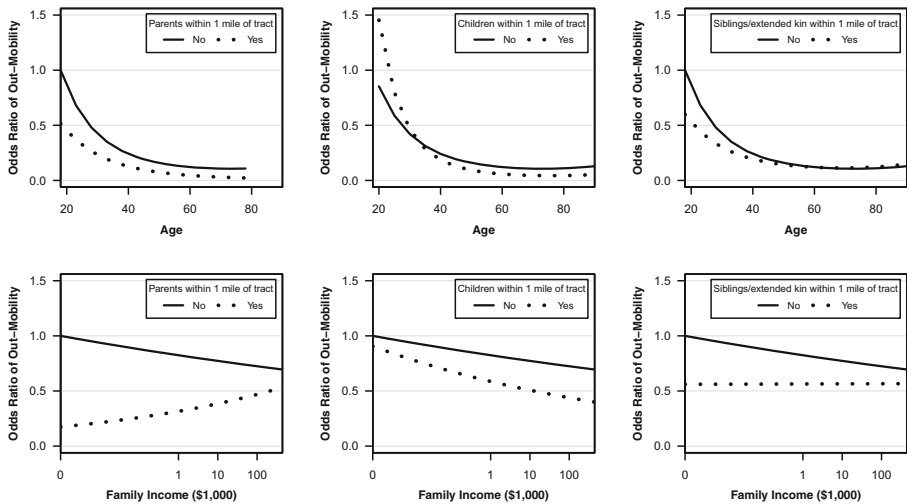 Odds Ratio of Out−Mobility
1.5
1.0
0.5
0.0
20
40
60
80
Age
Parents within 1 mile of tract
No Yes
Odds Ratio of Out−Mobility
1.5
1.0
0.5
0.0
20
40
60
80
Age
Children within 1 mile of tract
No Yes
Odds Ratio of Out−Mobility
1.5
1.0
0.5
0.0
20
40
60
80
Age
Siblings/extended kin within 1 mile of tract
No Yes
Odds Ratio of Out−Mobility
1.5
1.0
0.5
0.0
0
1
10
100
Family Income ($1,000)
Parents within 1 mile of tract
No Yes
Odds Ratio of Out−Mobility
1.5
1.0
0.5
0.0
0
1
10
100
Family Income ($1,000)
Children within 1 mile of tract
No Yes
Odds Ratio of Out−Mobility
1.5
1.0
0.5
0.0
0
1
10
100
Family Income ($1,000)
Siblings/extended kin within 1 mile of tract
No Yes